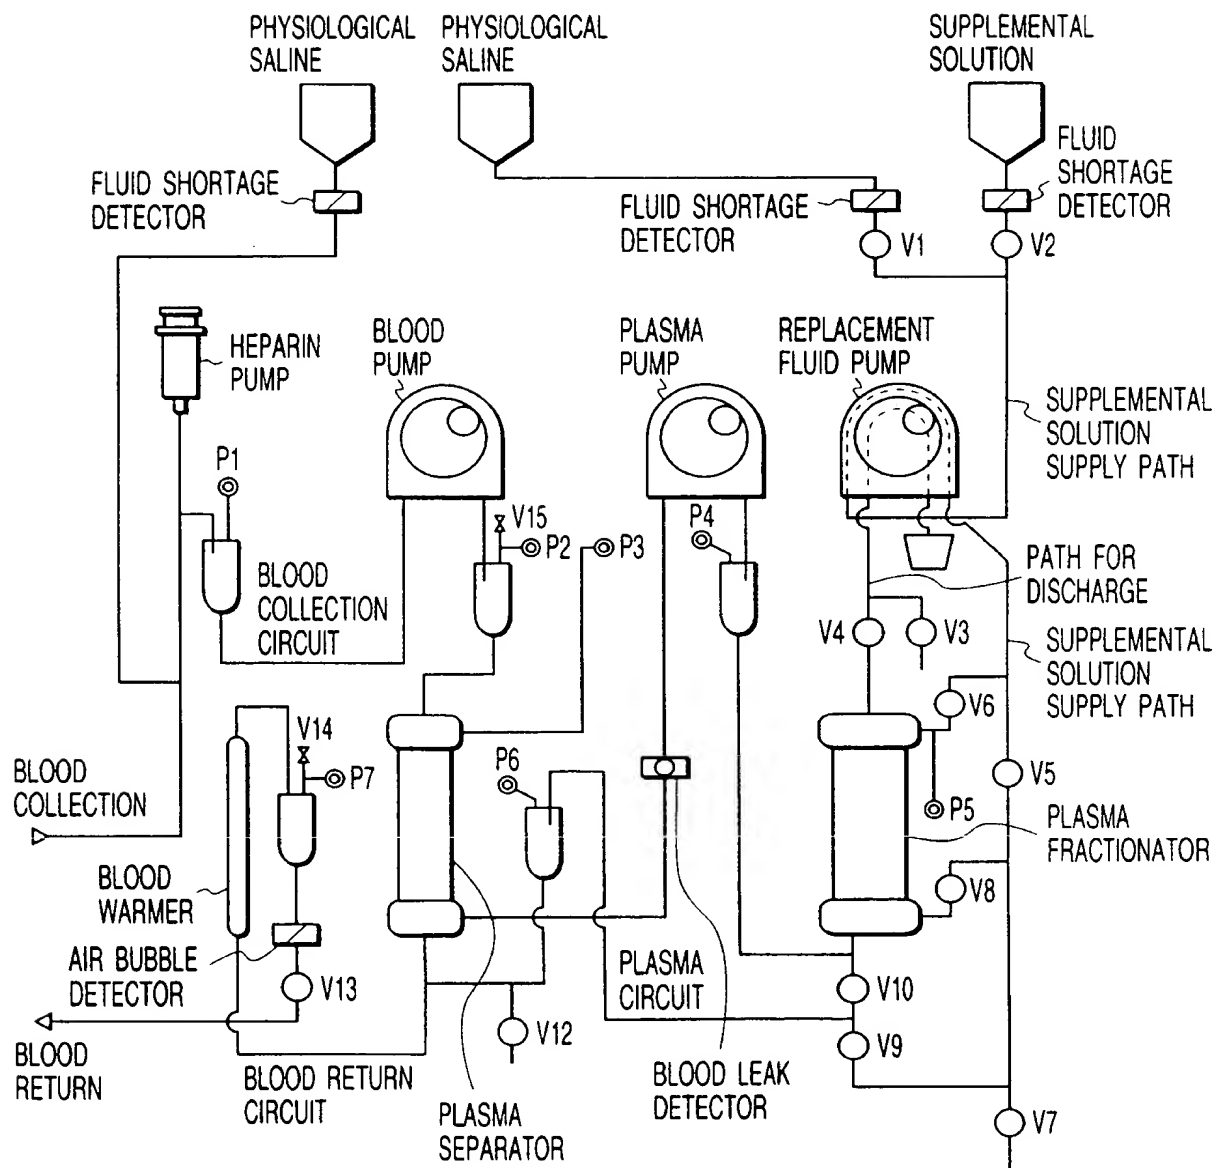 PHYSIOLOGICAL
SALINE
PHYSIOLOGICAL
SALINE
SUPPLEMENTAL
SOLUTION
FLUID SHORTAGE
DETECTOR
FLUID SHORTAGE
DETECTOR
FLUID
SHORTAGE
DETECTOR
V1
V2
HEPARIN
PUMP
BLOOD
PUMP
PLASMA
PUMP
REPLACEMENT
FLUID PUMP
SUPPLEMENTAL
SOLUTION
SUPPLY PATH
P1
V15
P2
P3
P4
BLOOD
COLLECTION
CIRCUIT
PATH FOR
DISCHARGE
V4
V3
SUPPLEMENTAL
SOLUTION
SUPPLY PATH
V6
V14
P7
P6
V5
P5
BLOOD
COLLECTION
PLASMA
FRACTIONATOR
BLOOD
WARMER
V8
AIR BUBBLE
DETECTOR
V13
PLASMA
CIRCUIT
V10
V12
V9
BLOOD
RETURN
BLOOD RETURN
CIRCUIT
PLASMA
SEPARATOR
BLOOD LEAK
DETECTOR
V7